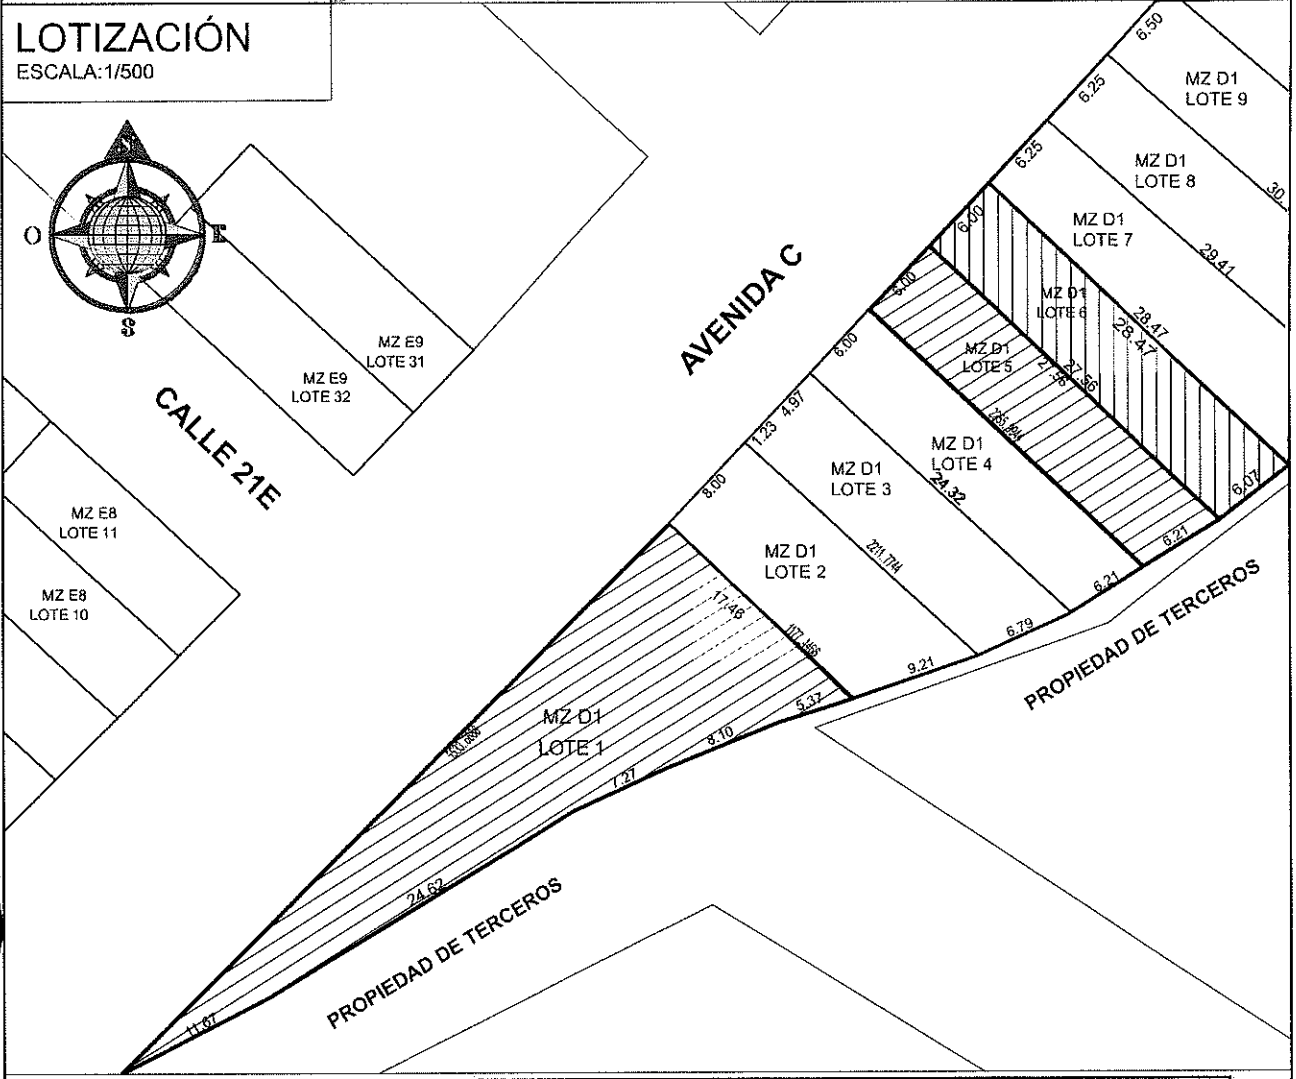 LOTIZACIÓN
ESCALA:1/500
O
E
S
MZ E9
LOTE 31
MZ E9
LOTE 32
CALLE 21E
MZ E8
LOTE 11
MZ E8
LOTE 10
AVENIDA C
6.50
6.25
6.25
6.00
6.00
6.00
4.97
1.23
8.00
MZ D1
LOTE 9
MZ D1
LOTE 8
30.
MZ D1
LOTE 7
29.41
MZ D1
LOTE 6
28.47
28.47
MZ D1
LOTE 5
27.56
27.56
MZ D1
LOTE 4
24.32
MZ D1
LOTE 3
MZ D1
LOTE 2
17.46
MZ D1
LOTE 1
6.07
6.21
6.21
6.79
9.21
5.37
8.10
7.27
24.62
11.67
PROPIEDAD DE TERCEROS
PROPIEDAD DE TERCEROS